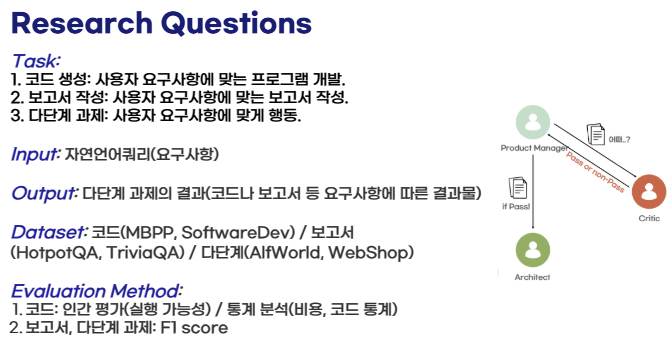 Research Questions
Task:
1. 코드 생성: 사용자 요구사항에 맞는 프로그램 개발.
2. 보고서 작성: 사용자 요구사항에 맞는 보고서 작성.
3. 다단계 과제: 사용자 요구사항에 맞게 행동.
Input: 자연언어쿼리(요구사항)
Output: 다단계 과제의 결과(코드나 보고서 등 요구사항에 따른 결과물)
Dataset: 코드(MBPP, SoftwareDev) / 보고서
(HotpotQA, TriviaQA) / 다단계(AlfWorld, WebShop)
Evaluation Method:
1. 코드: 인간 평가(실행 가능성) / 통계 분석(비용, 코드 통계)
2. 보고서, 다단계 과제: F1 score
Product Manager
어때..?
Pass or non-Pass
Critic
if Pass!
Architect